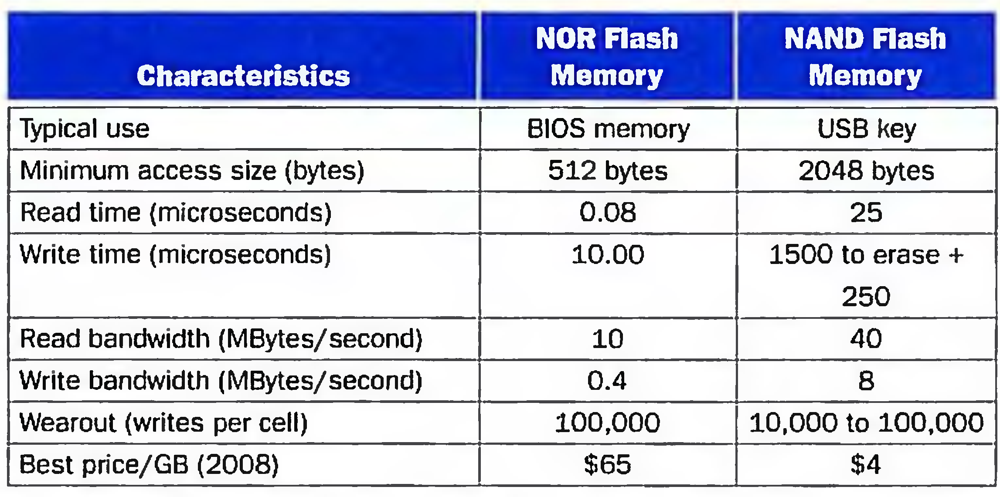 Characteristics NOR Flash Memory NAND Flash Memory
Typical use BIOS memory USB key
Minimum access size (bytes) 512 bytes 2048 bytes
Read time (microseconds) 0.08 25
Write time (microseconds) 10.00 1500 to erase +
250
Read bandwidth (MBytes/second) 10 40
Write bandwidth (MBytes/second) 0.4 8
Wearout (writes per cell) 100,000 10,000 to 100,000
Best price/GB (2008) $65 $4